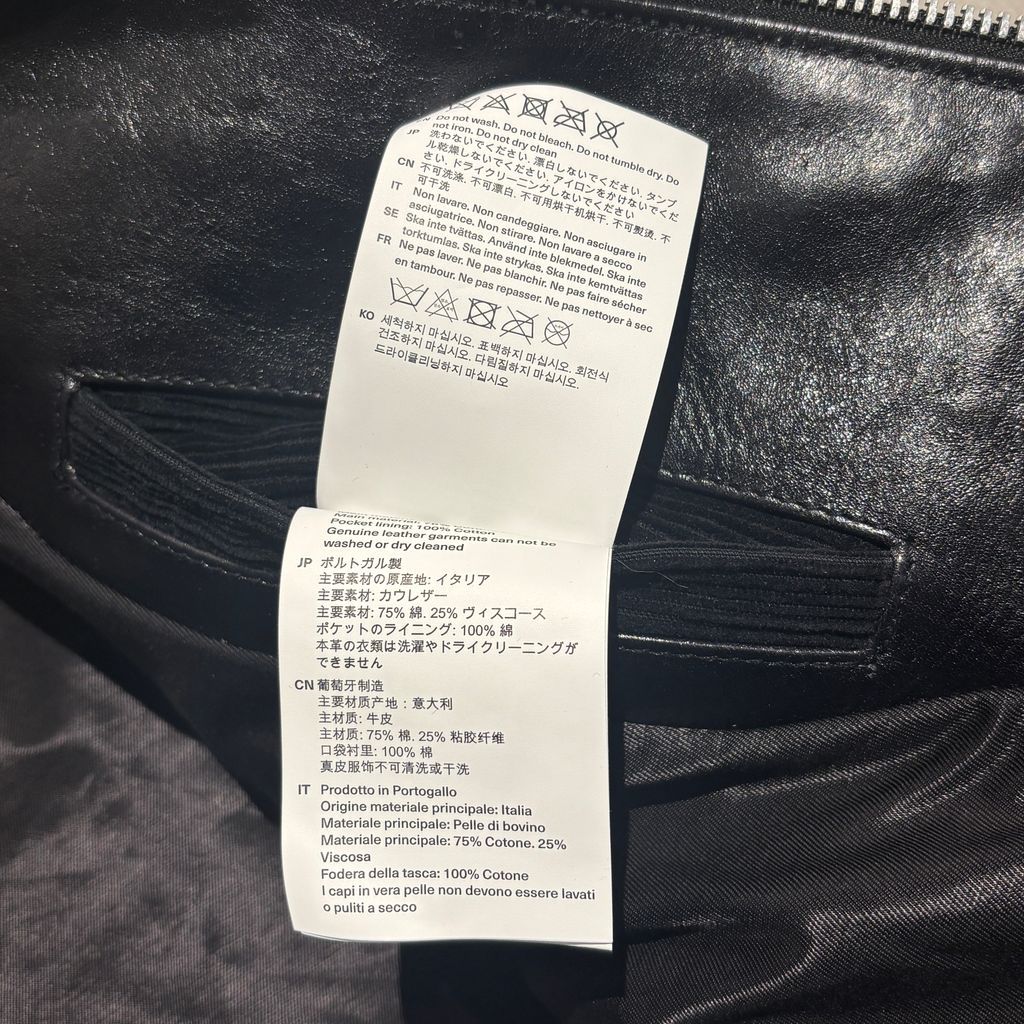 Do not wash. Do not bleach. Do not tumble dry. Do
not iron. Do not dry clean
JP 洗わないでください. 漂白しないでください. タンブ
ル乾燥しないでください. アイロンをかけないでくだ
さい. ドライクリーニングしないでください
CN 不可洗涤. 不可漂白. 不可用烘干机烘干. 不可熨烫. 不
可干洗
IT Non lavare. Non candeggiare. Non asciugare in
asciugatrice. Non stirare. Non lavare a secco
SE Ska inte tvättas. Använd inte blekmedel. Ska inte
torktumlas. Ska inte strykas. Ska inte kemtvättas
FR Ne pas laver. Ne pas blanchir. Ne pas faire sécher
en tambour. Ne pas repasser. Ne pas nettoyer à sec
KO 세척하지 마십시오. 표백하지 마십시오. 회전식
건조하지 마십시오. 다림질하지 마십시오.
드라이클리닝하지 마십시오
Pocket lining: 100% Cotton
Genuine leather garments can not be
washed or dry cleaned
JP ポルトガル製
主要素材の原産地: イタリア
主要素材: カウレザー
主要素材: 75% 綿. 25% ヴィスコース
ポケットのライニング: 100% 綿
本革の衣類は洗濯やドライクリーニングが
できません
CN 葡萄牙制造
主要材质产地：意大利
主材质: 牛皮
主材质: 75% 棉. 25% 粘胶纤维
口袋衬里: 100% 棉
真皮服饰不可清洗或干洗
IT Prodotto in Portogallo
Origine materiale principale: Italia
Materiale principale: Pelle di bovino
Materiale principale: 75% Cotone. 25%
Viscosa
Fodera della tasca: 100% Cotone
I capi in vera pelle non devono essere lavati
o puliti a secco